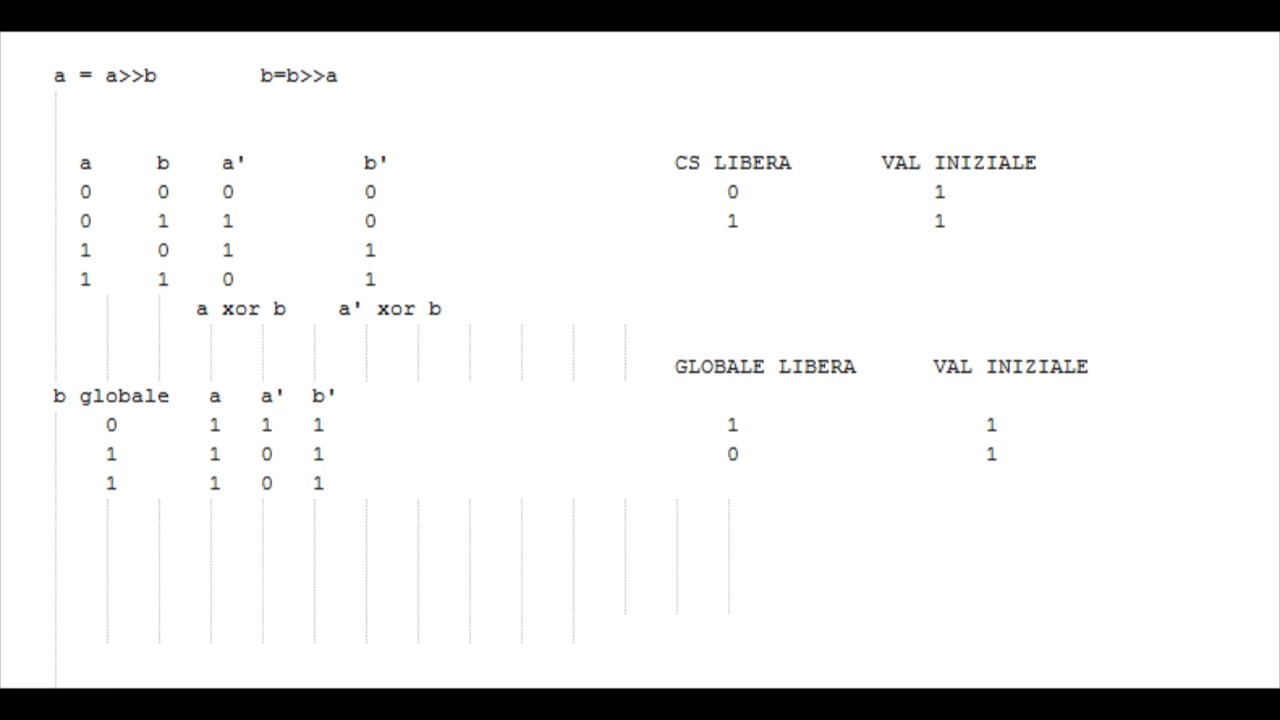 a = a>>b b=b>>a
a b a' b' CS LIBERA VAL INIZIALE
0 0 0 0 0 1
0 1 1 0 1 1
1 0 1 1
1 1 0 1
a xor b a' xor b
GLOBALE LIBERA VAL INIZIALE
b globale a a' b'
0 1 1 1 1 1
1 1 0 1 0 1
1 1 0 1